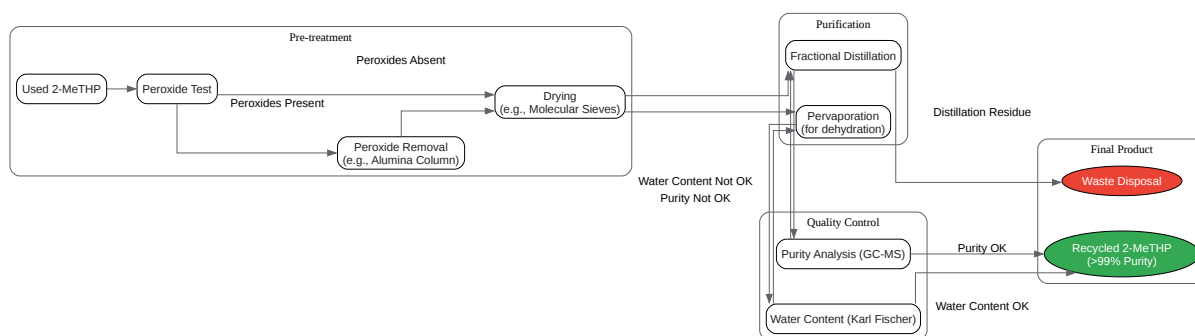 Pre-treatment
Peroxides Absent
Used 2-MeTHP
Peroxide Test
Peroxides Present
Drying
(e.g., Molecular Sieves)
Peroxide Removal
(e.g., Alumina Column)
Purification
Fractional Distillation
Pervaporation
(for dehydration)
Distillation Residue
Water Content Not OK
Purity Not OK
Quality Control
Purity Analysis (GC-MS)
Water Content (Karl Fischer)
Purity OK
Water Content OK
Final Product
Waste Disposal
Recycled 2-MeTHP
(>99% Purity)